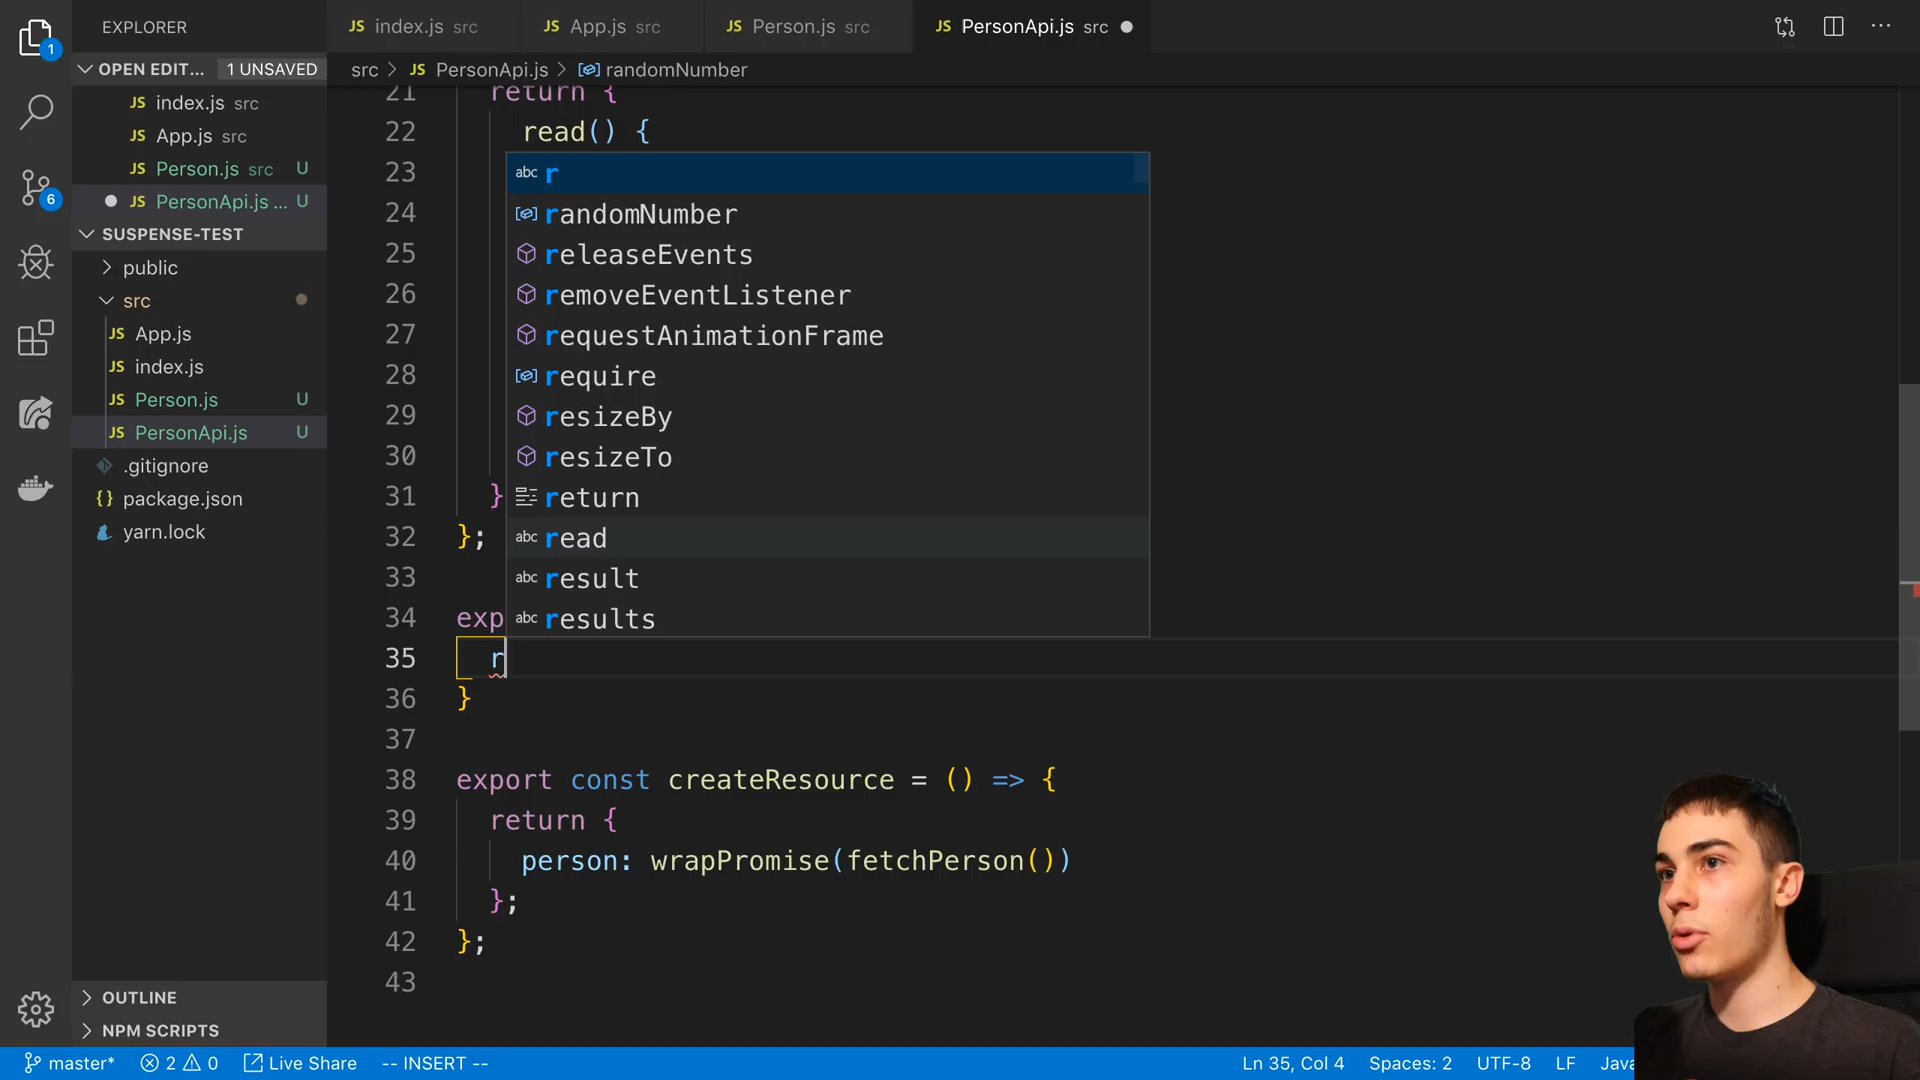 1
6
EXPLORER
OPEN EDIT... 1 UNSAVED
JS index.js src
JS App.js src
JS Person.js src U
JS PersonApi.js ... U
SUSPENSE-TEST
public
src
JS App.js
JS index.js
JS Person.js U
JS PersonApi.js U
.gitignore
{} package.json
yarn.lock
OUTLINE
NPM SCRIPTS
JS index.js src JS App.js src JS Person.js src JS PersonApi.js src
src > JS PersonApi.js > randomNumber
21 return {
22 read() {
23
24
25
26
27
28
29
30
31 }
32 };
33
34 exp
35 r
36 }
37
38 export const createResource = () => {
39 return {
40 person: wrapPromise(fetchPerson())
41 };
42 };
43
abc r
randomNumber
releaseEvents
removeEventListener
requestAnimationFrame
require
resizeBy
resizeTo
return
abc read
abc result
abc results
master* 2 0 Live Share -- INSERT -- Ln 35, Col 4 Spaces: 2 UTF-8 LF Java